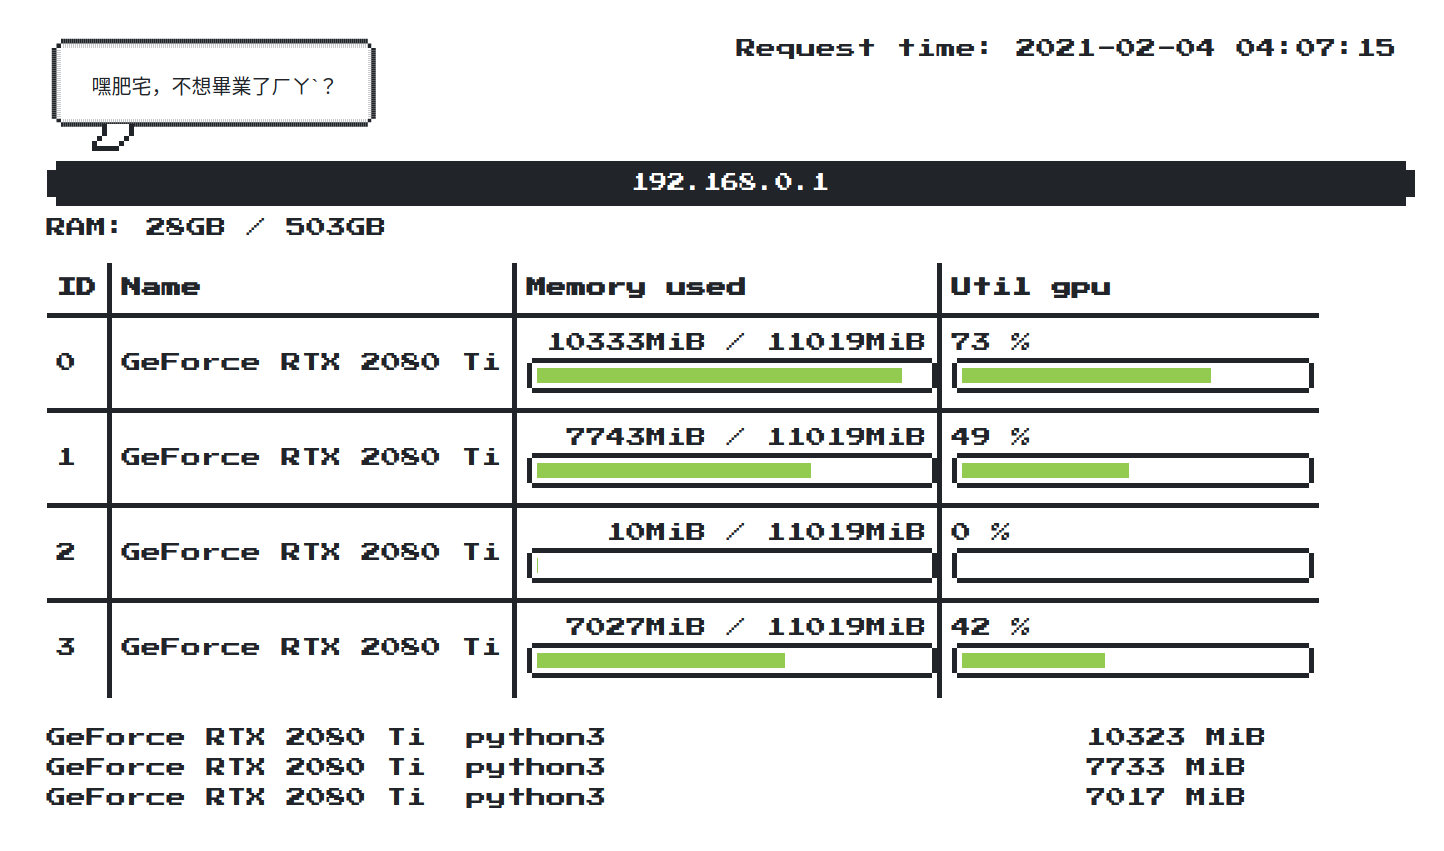 Request time: 2021-02-04 04:07:15
嘿肥宅，不想畢業了ㄏㄚˋ？
192.168.0.1
RAM: 28GB / 503GB
ID Name Memory used Util gpu
0 GeForce RTX 2080 Ti 10333MiB / 11019MiB 73 %
1 GeForce RTX 2080 Ti 7743MiB / 11019MiB 49 %
2 GeForce RTX 2080 Ti 10MiB / 11019MiB 0 %
3 GeForce RTX 2080 Ti 7027MiB / 11019MiB 42 %
GeForce RTX 2080 Ti python3 10323 MiB
GeForce RTX 2080 Ti python3 7733 MiB
GeForce RTX 2080 Ti python3 7017 MiB